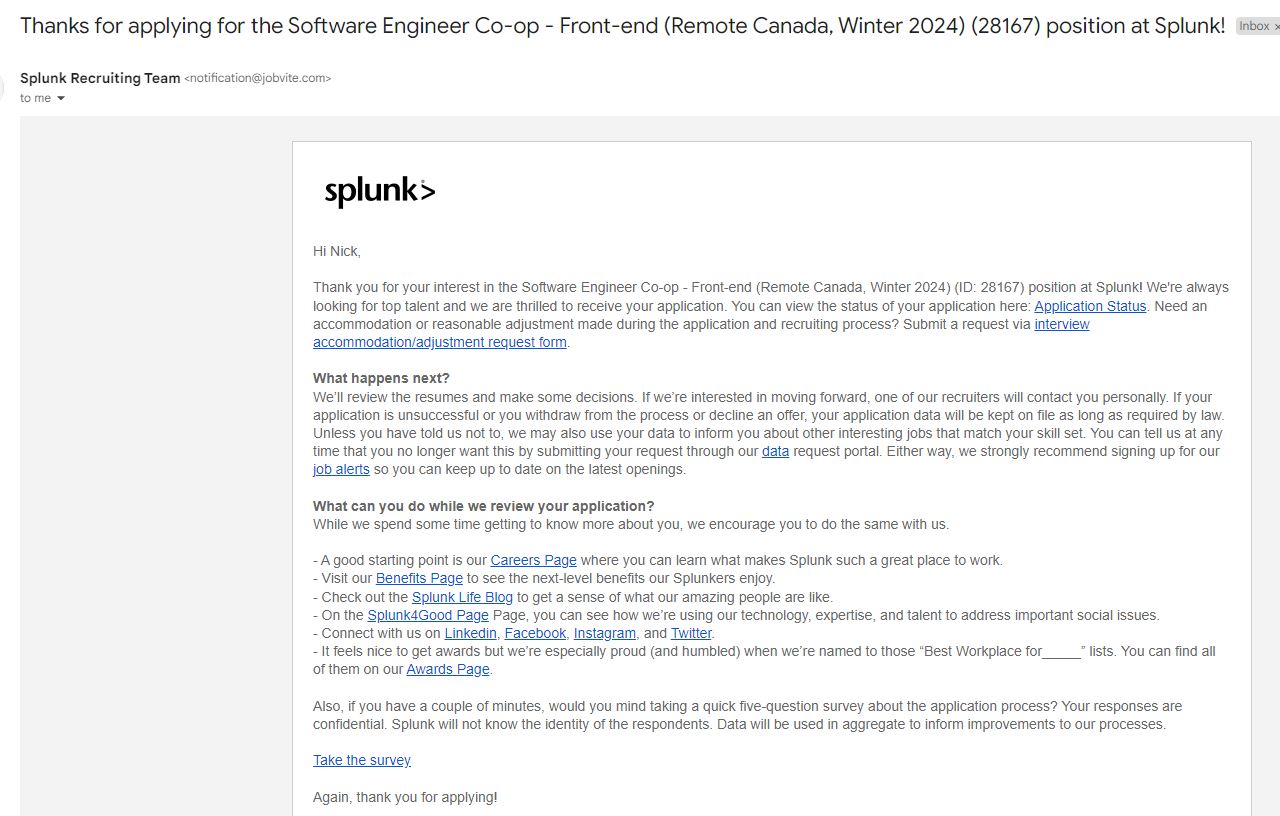 Thanks for applying for the Software Engineer Co-op - Front-end (Remote Canada, Winter 2024) (28167) position at Splunk! Inbox ×
Splunk Recruiting Team <notification@jobvite.com>
to me
splunk>
Hi Nick,
Thank you for your interest in the Software Engineer Co-op - Front-end (Remote Canada, Winter 2024) (ID: 28167) position at Splunk! We're always
looking for top talent and we are thrilled to receive your application. You can view the status of your application here: Application Status. Need an
accommodation or reasonable adjustment made during the application and recruiting process? Submit a request via interview
accommodation/adjustment request form.
What happens next?
We’ll review the resumes and make some decisions. If we’re interested in moving forward, one of our recruiters will contact you personally. If your
application is unsuccessful or you withdraw from the process or decline an offer, your application data will be kept on file as long as required by law.
Unless you have told us not to, we may also use your data to inform you about other interesting jobs that match your skill set. You can tell us at any
time that you no longer want this by submitting your request through our data request portal. Either way, we strongly recommend signing up for our
job alerts so you can keep up to date on the latest openings.
What can you do while we review your application?
While we spend some time getting to know more about you, we encourage you to do the same with us.
- A good starting point is our Careers Page where you can learn what makes Splunk such a great place to work.
- Visit our Benefits Page to see the next-level benefits our Splunkers enjoy.
- Check out the Splunk Life Blog to get a sense of what our amazing people are like.
- On the Splunk4Good Page Page, you can see how we’re using our technology, expertise, and talent to address important social issues.
- Connect with us on Linkedin, Facebook, Instagram, and Twitter.
- It feels nice to get awards but we’re especially proud (and humbled) when we’re named to those “Best Workplace for_____” lists. You can find all
of them on our Awards Page.
Also, if you have a couple of minutes, would you mind taking a quick five-question survey about the application process? Your responses are
confidential. Splunk will not know the identity of the respondents. Data will be used in aggregate to inform improvements to our processes.
Take the survey
Again, thank you for applying!